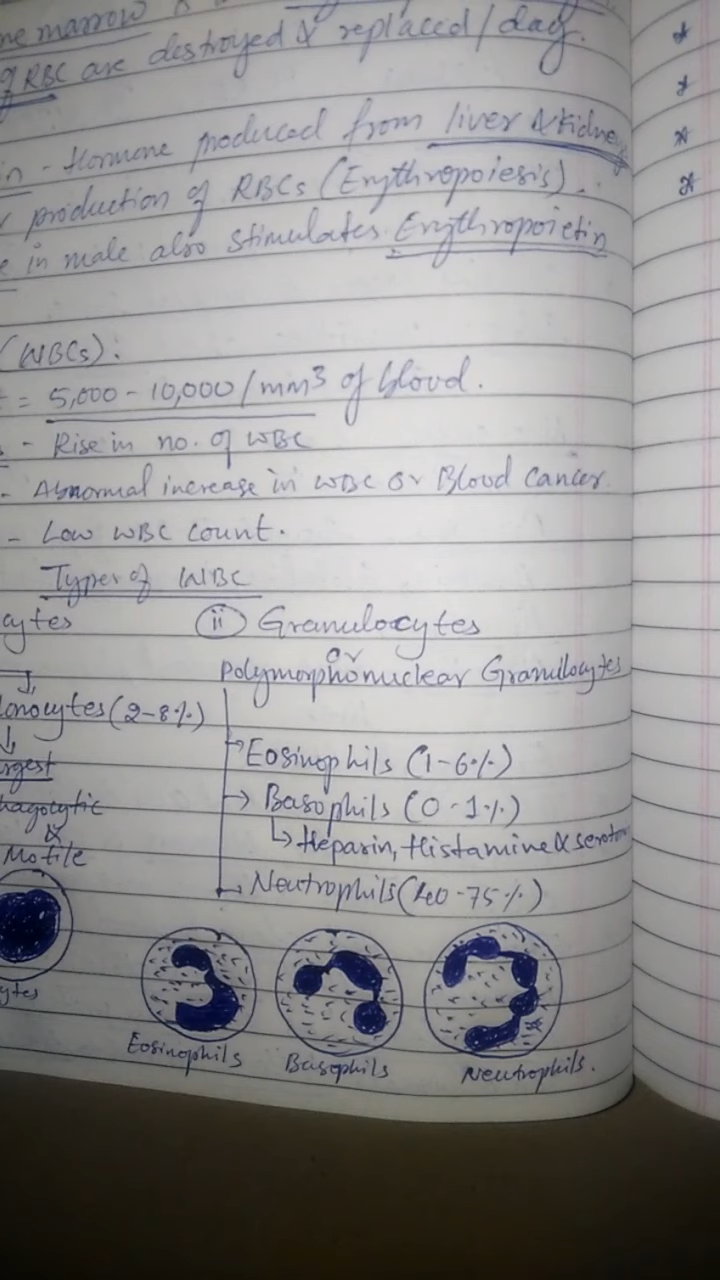 ne marrow
of RBC are destroyed & replaced/day.
in - Hormone produced from liver & Kidney
production of RBCs (Erythropoiesis).
e in male also stimulates Erythropoietin
(WBCs):
= 5,000 - 10,000/mm³ of blood.
- Rise in no. of WBC
- Abnormal increase in WBC or Blood Cancer.
- Low WBC count.
Types of WBC
cytes
(ii) Granulocytes
or
Polymorphonuclear Granulocytes
onocytes (2-8%)
rgest
hagocytic
&
Motile
Eosinophils (1-6%)
Basophils (0-1%)
Heparin, Histamine & seroton
Neutrophils (40-75%)
ytes
Eosinophils
Basophils
Neutrophils.